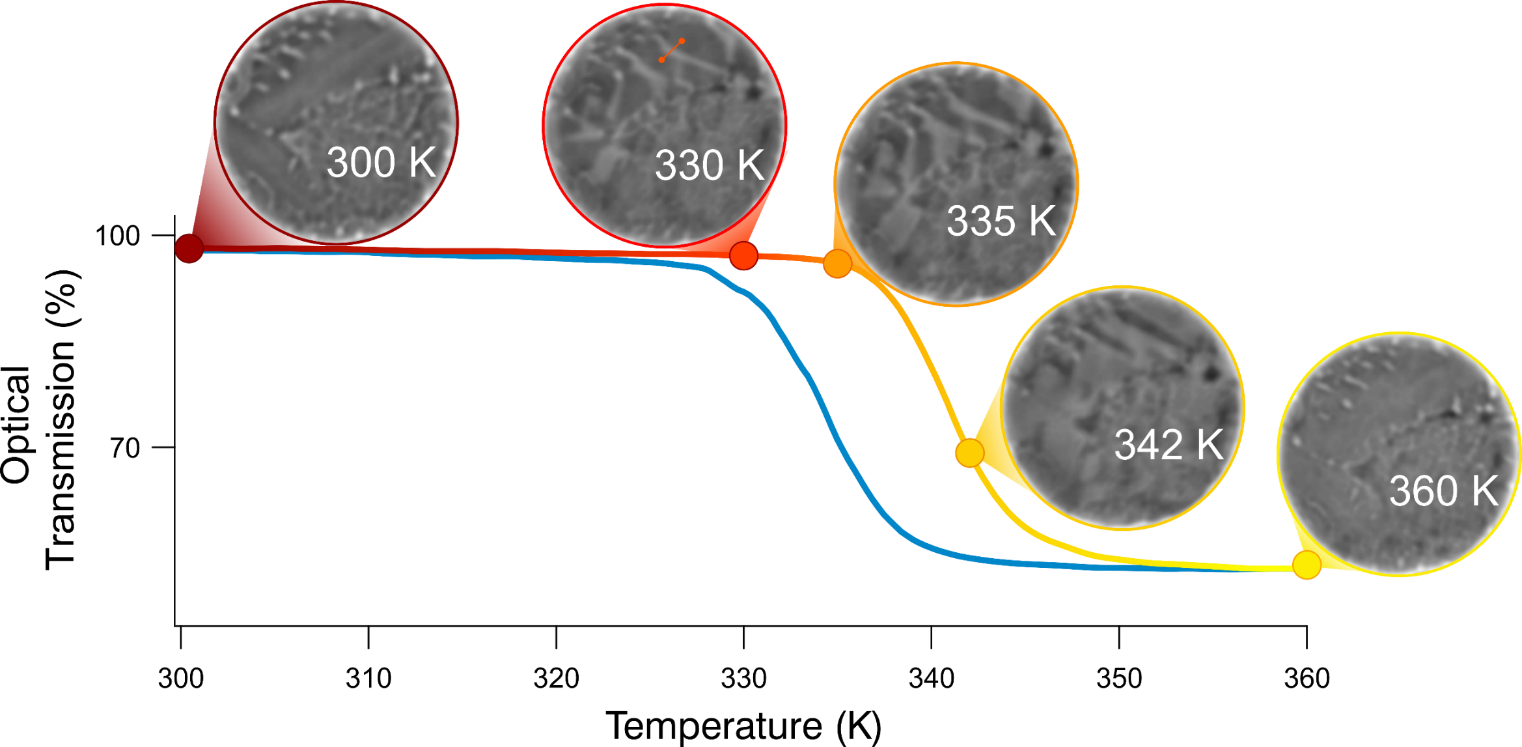 300 K
330 K
335 K
342 K
360 K
100
70
Optical
Transmission (%)
300 310 320 330 340 350 360
Temperature (K)